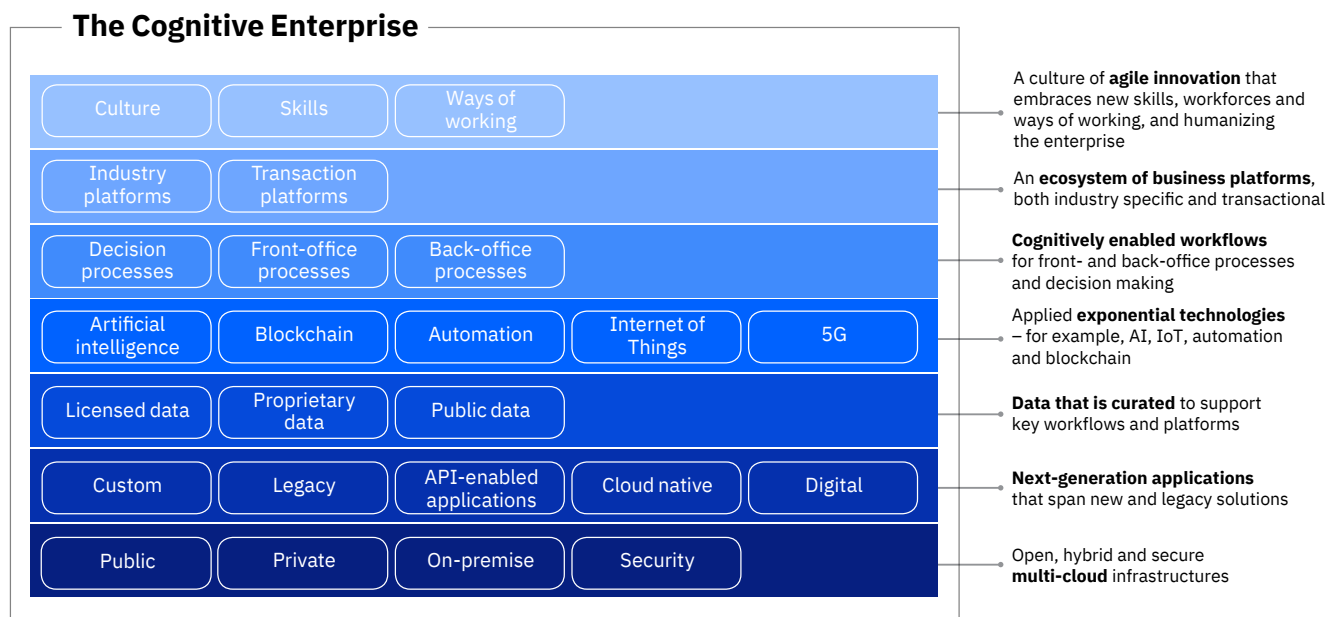 The Cognitive Enterprise
Culture
Skills
Ways of
working
A culture of agile innovation that
embraces new skills, workforces and
ways of working, and humanizing
the enterprise
Industry
platforms
Transaction
platforms
An ecosystem of business platforms,
both industry specific and transactional
Decision
processes
Front-office
processes
Back-office
processes
Cognitively enabled workflows
for front- and back-office processes
and decision making
Artificial
intelligence
Blockchain
Automation
Internet of
Things
5G
Applied exponential technologies
– for example, AI, IoT, automation
and blockchain
Licensed data
Proprietary
data
Public data
Data that is curated to support
key workflows and platforms
Custom
Legacy
API-enabled
applications
Cloud native
Digital
Next-generation applications
that span new and legacy solutions
Public
Private
On-premise
Security
Open, hybrid and secure
multi-cloud infrastructures